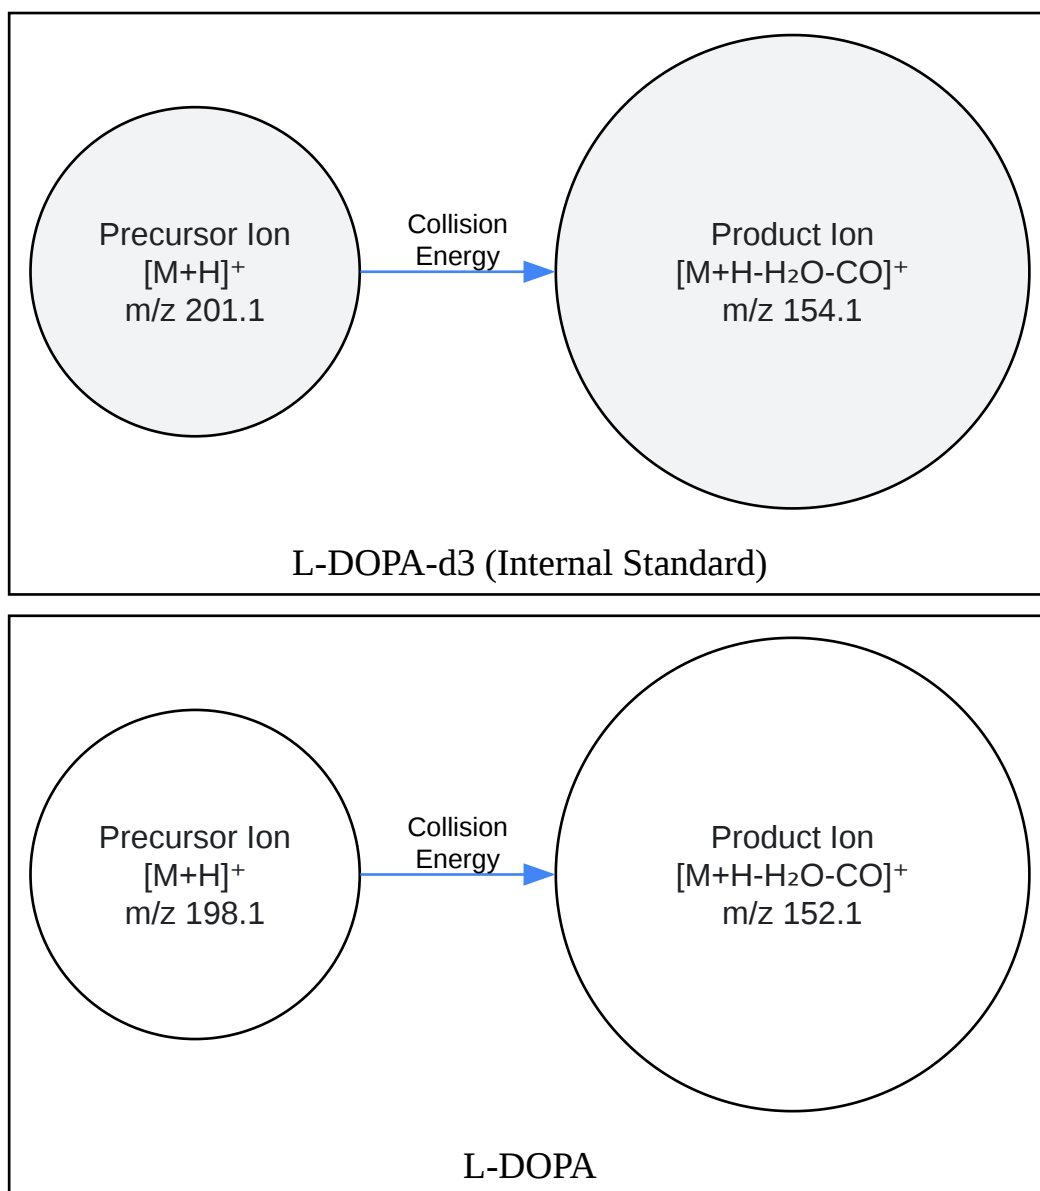 Precursor Ion
[M+H]⁺
m/z 201.1
Collision
Energy
Product Ion
[M+H-H₂O-CO]⁺
m/z 154.1
L-DOPA-d3 (Internal Standard)
Precursor Ion
[M+H]⁺
m/z 198.1
Collision
Energy
Product Ion
[M+H-H₂O-CO]⁺
m/z 152.1
L-DOPA